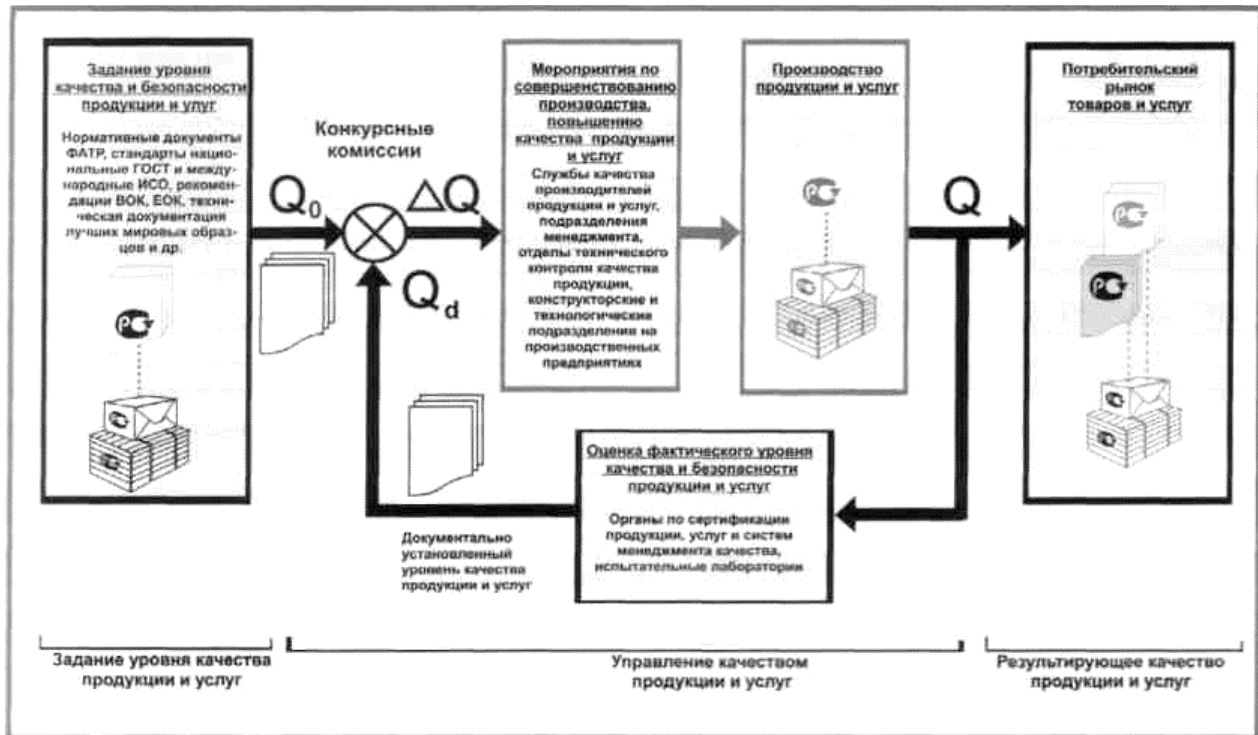 Задание уровня
качества и безопасности
продукции и улуг
Нормативные документы
ФАТР, стандарты нацио-
нальные ГОСТ и между-
народные ИСО, рекомен-
дации ВОК, ЕОК, техни-
ческая документация
лучших мировых образ-
цов и др.
Конкурсные
комиссии
Q0
△Q
Qd
Мероприятия по
совершенствованию
производства,
повышению
качества продукции
и услуг
Службы качества
производителей
продукции и услуг,
подразделения
менеджмента,
отделы технического
контроля качества
продукции,
конструкторские и
технологические
подразделения на
производственных
предприятиях
Производство
продукции и услуг
Q
Потребительский
рынок
товаров и услуг
Оценка фактического уровня
качества и безопасности
продукции и услуг
Органы по сертификации
продукции, услуг и систем
менеджмента качества,
испытательные лаборатории
Документально
установленный
уровень качества
продукции и услуг
Задание уровня качества
продукции и услуг
Управление качеством
продукции и услуг
Результирующее качество
продукции и услуг